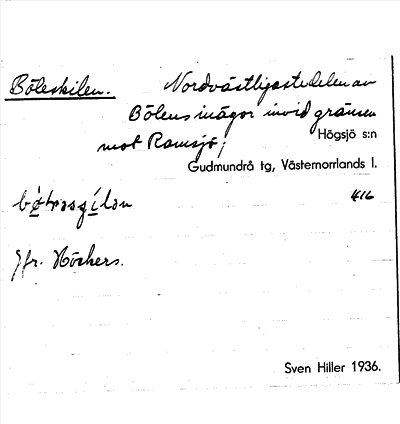 Böleskilen. Nordvästligaste delen av
Bölens inägor invid gränsen
mot Ramsjö;
Högsjö s:n
Gudmundrå tg, Västernorrlands l.
416
Jfr. Höckers.
Sven Hiller 1936.